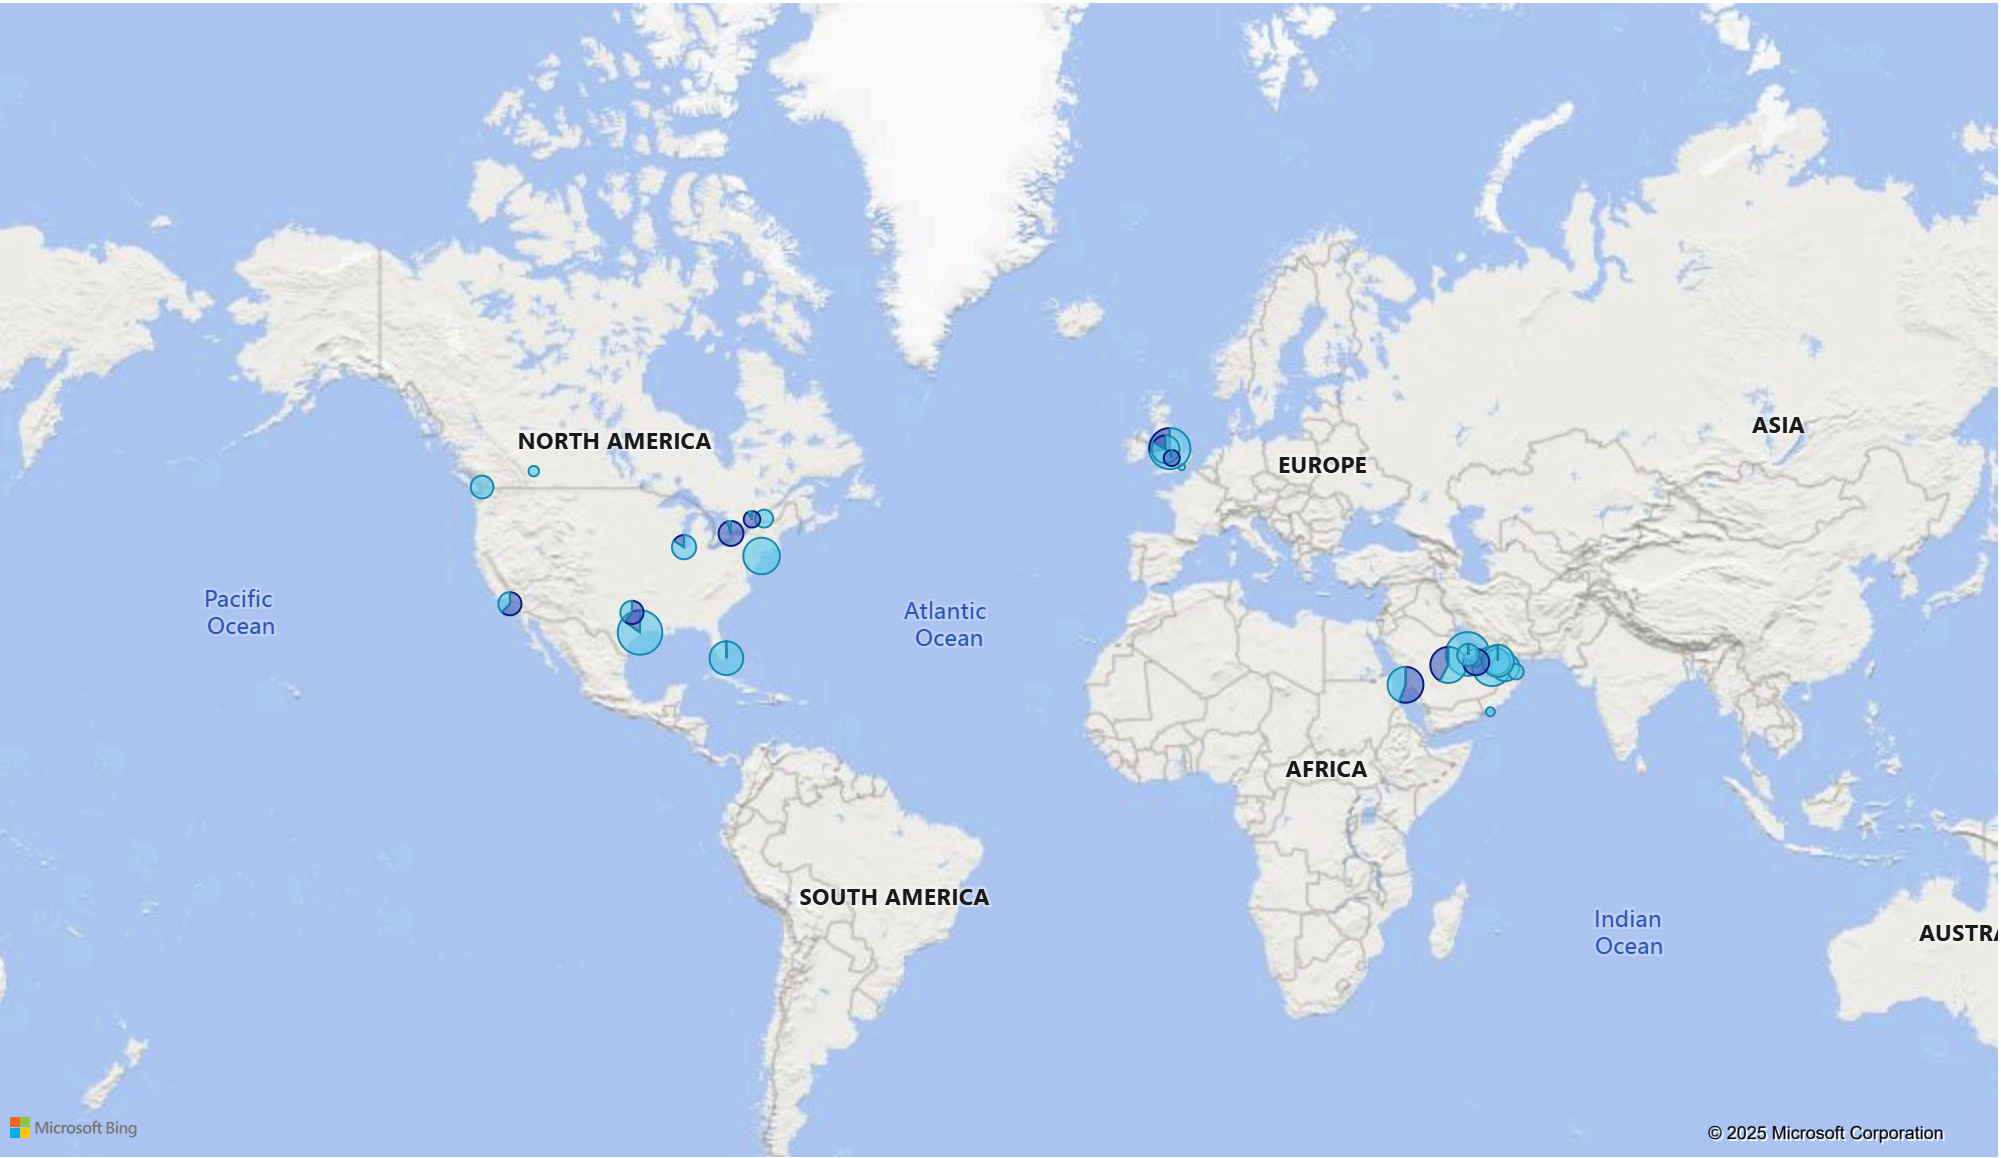 ASIA
NORTH AMERICA
EUROPE
Pacific
Ocean
Atlantic
Ocean
AFRICA
SOUTH AMERICA
Indian
Ocean
AUSTRA
Microsoft Bing
© 2025 Microsoft Corporation